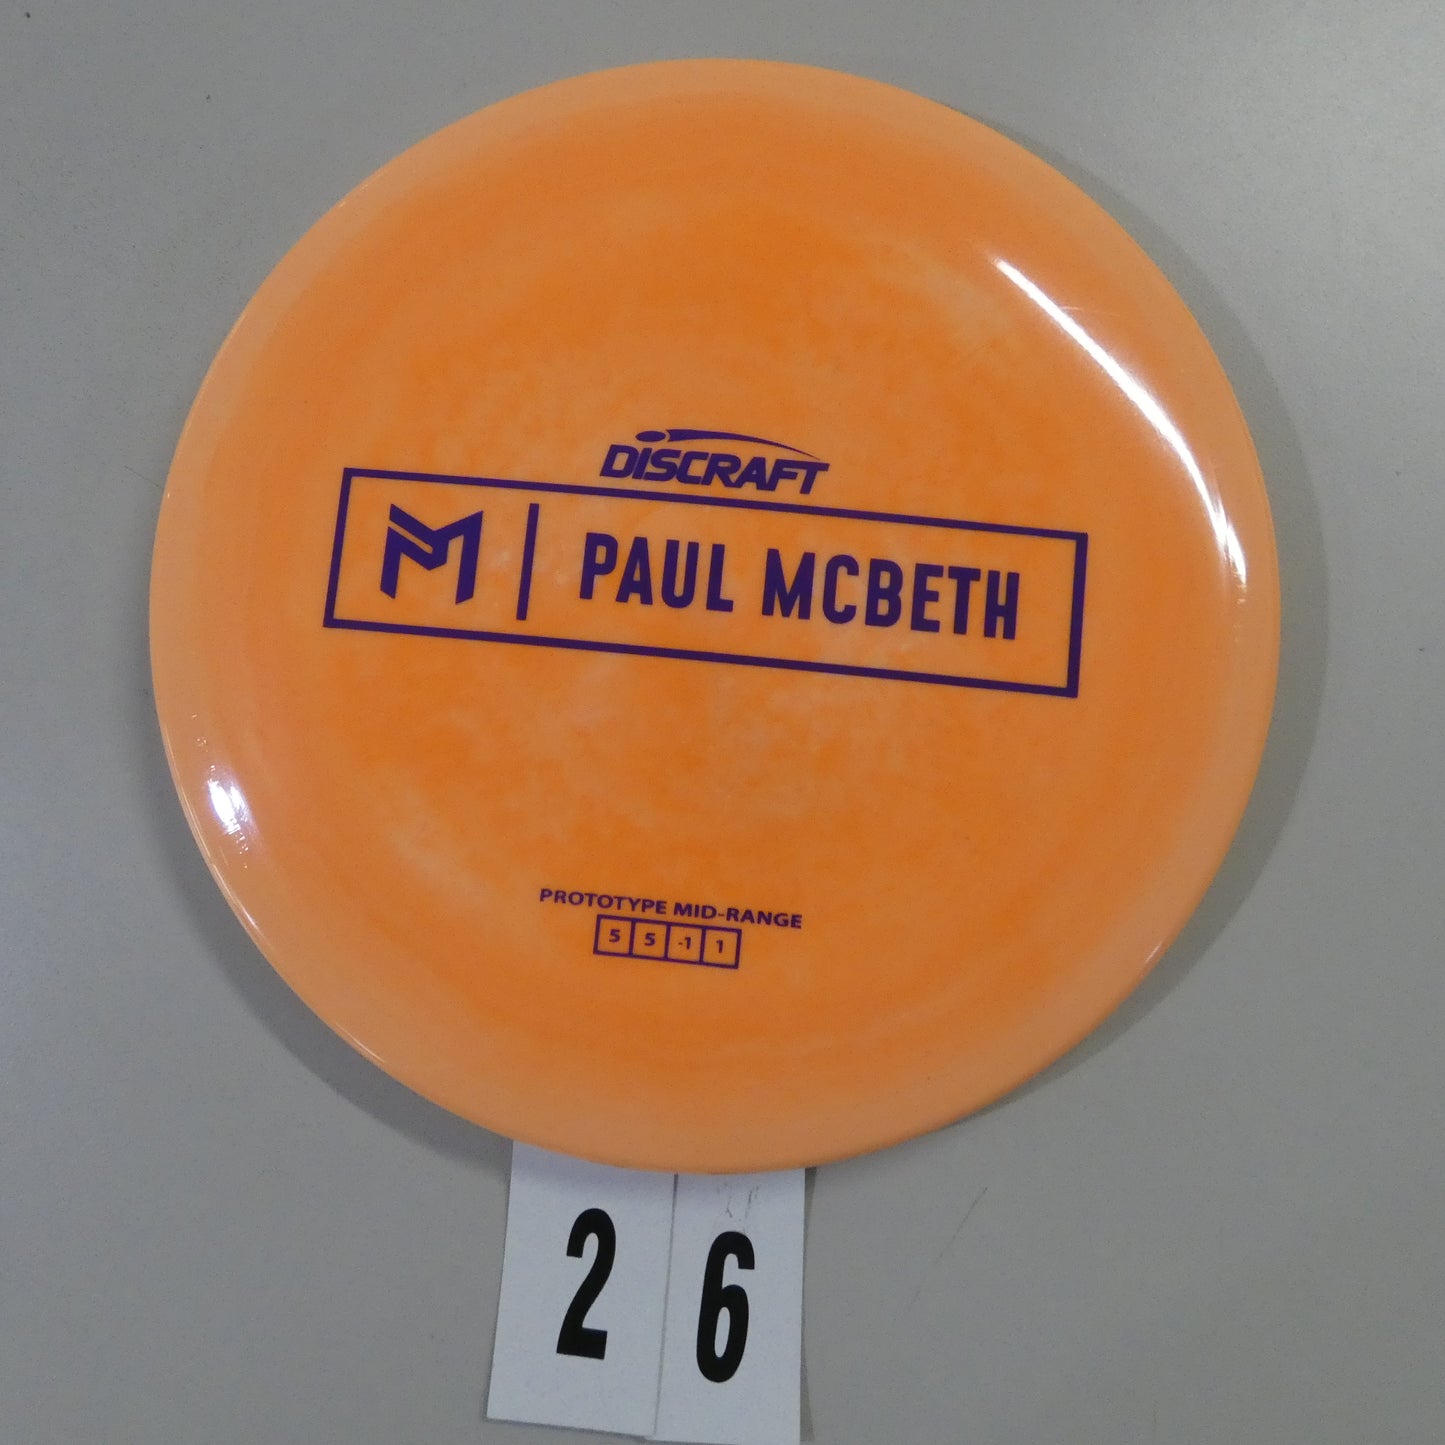 DISCRAFT
PAUL MCBETH
PROTOTYPE MID-RANGE
5 5 -1 1
2 6